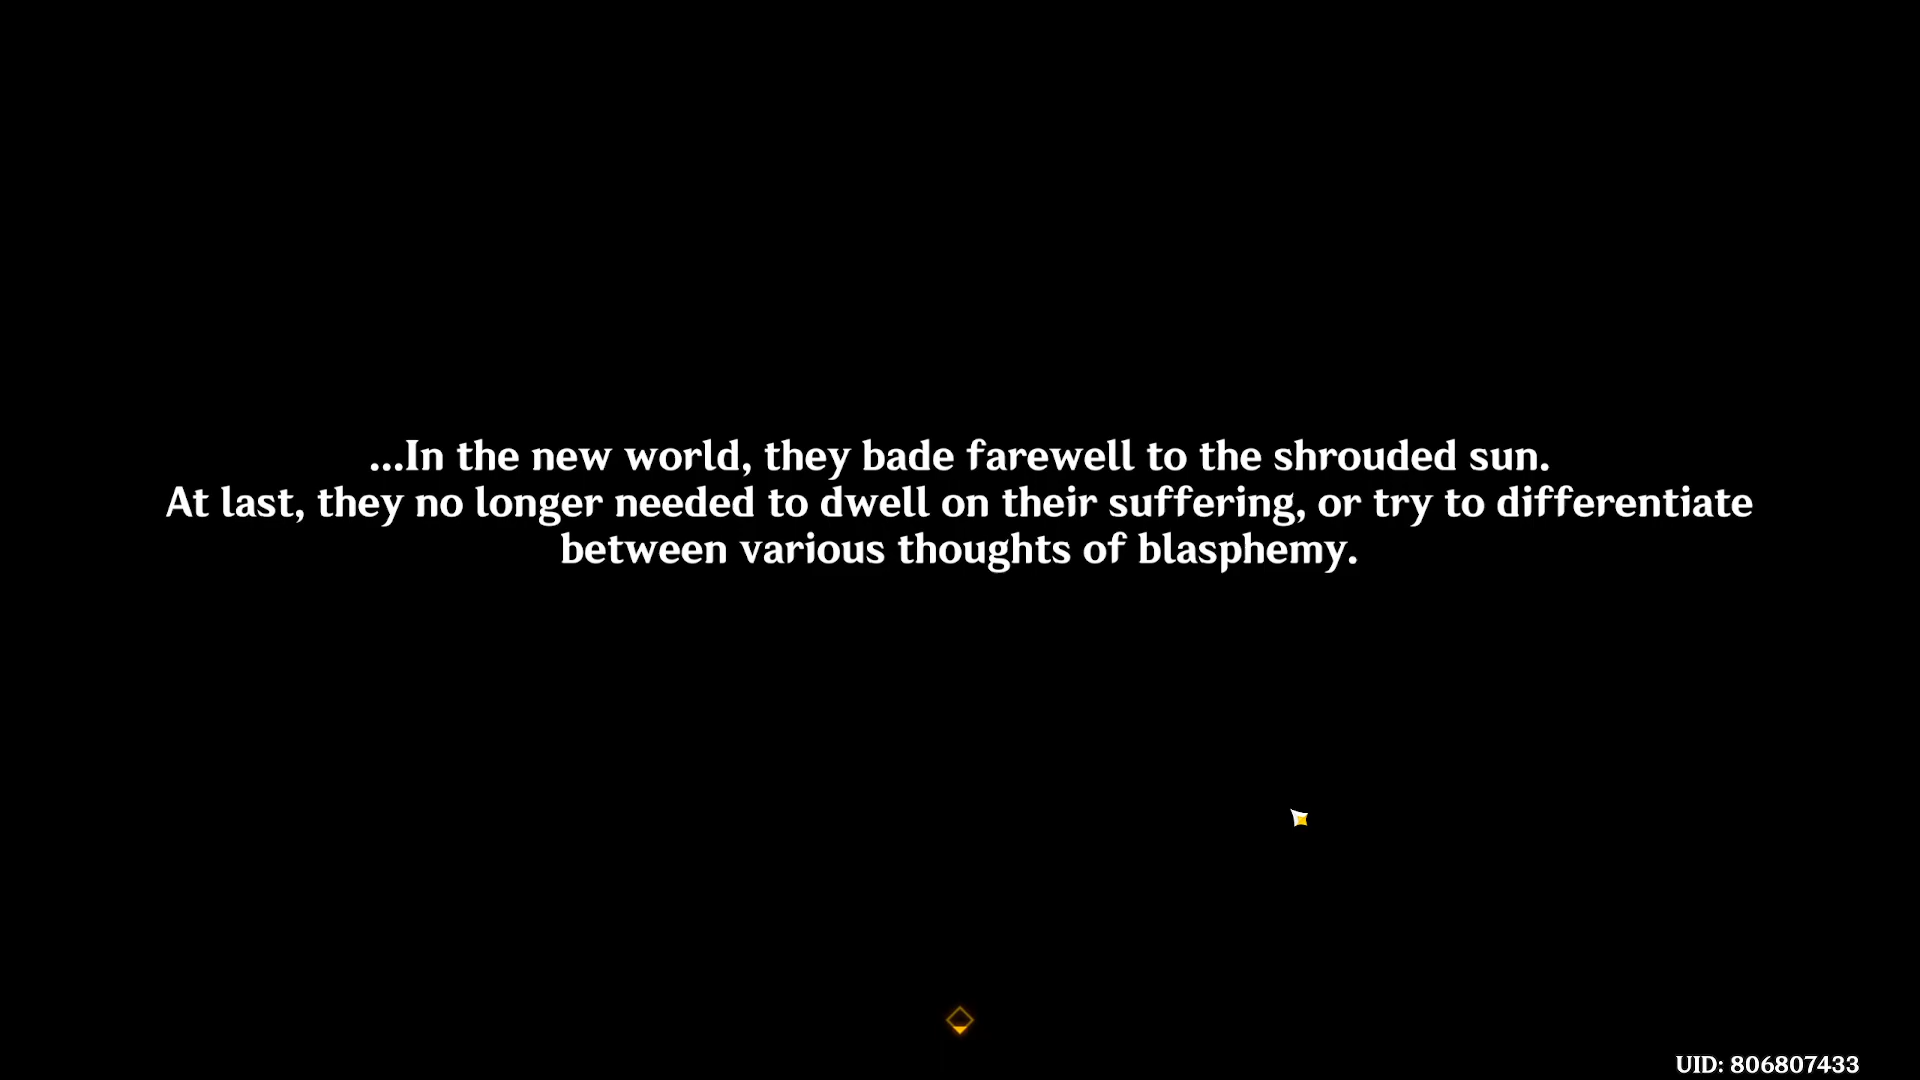 ...In the new world, they bade farewell to the shrouded sun.
At last, they no longer needed to dwell on their suffering, or try to differentiate
between various thoughts of blasphemy.
UID: 806807433